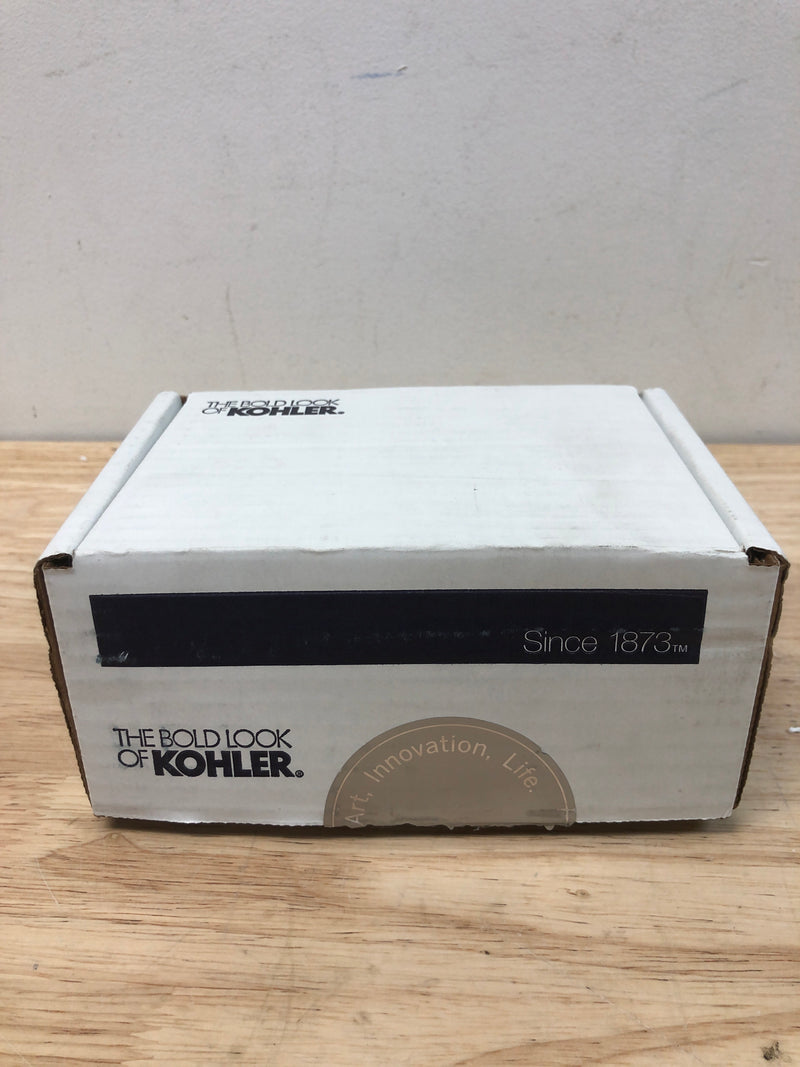 THE BOLD LOOK
OF KOHLER®
Since 1873™
THE BOLD LOOK
OF KOHLER®
Art, Innovation, Life.